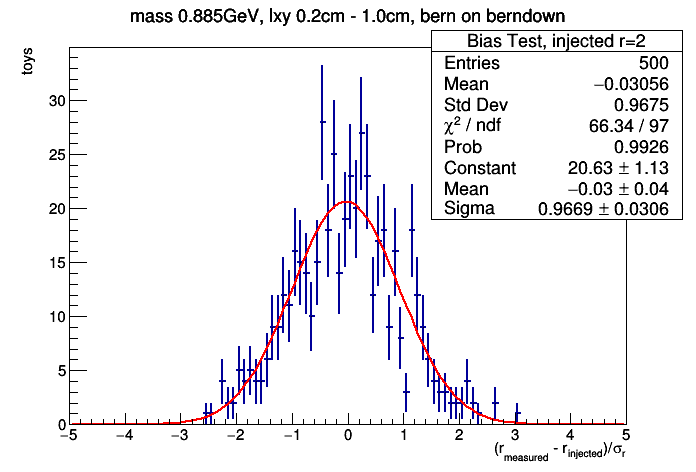 mass 0.885GeV, lxy 0.2cm - 1.0cm, bern on berndown
toys
Bias Test, injected r=2
Entries 500
Mean −0.03056
Std Dev 0.9675
χ² / ndf 66.34 / 97
Prob 0.9926
Constant 20.63 ± 1.13
Mean −0.03 ± 0.04
Sigma 0.9669 ± 0.0306
30
25
20
15
10
5
0
−5 −4 −3 −2 −1 0 1 2 3 4 5
(r_measured - r_injected)/σ_r